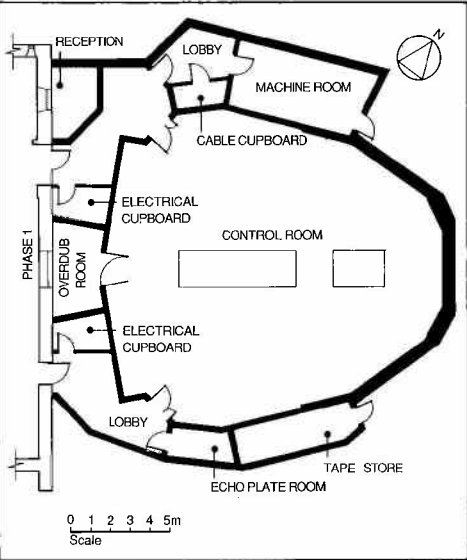 RECEPTION
LOBBY
N
MACHINE ROOM
CABLE CUPBOARD
ELECTRICAL
CUPBOARD
CONTROL ROOM
PHASE 1
OVERDUB
ROOM
ELECTRICAL
CUPBOARD
LOBBY
TAPE STORE
ECHO PLATE ROOM
0 1 2 3 4 5m
Scale